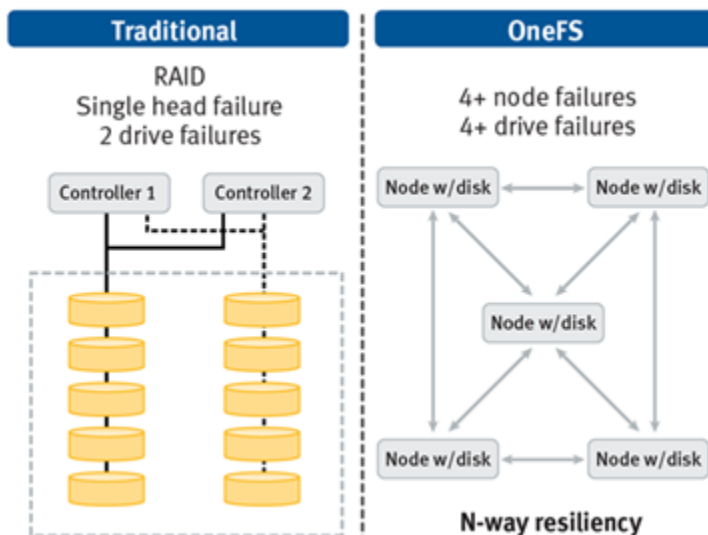 Traditional
RAID
Single head failure
2 drive failures
Controller 1
Controller 2
OneFS
4+ node failures
4+ drive failures
Node w/disk
Node w/disk
Node w/disk
Node w/disk
Node w/disk
N-way resiliency